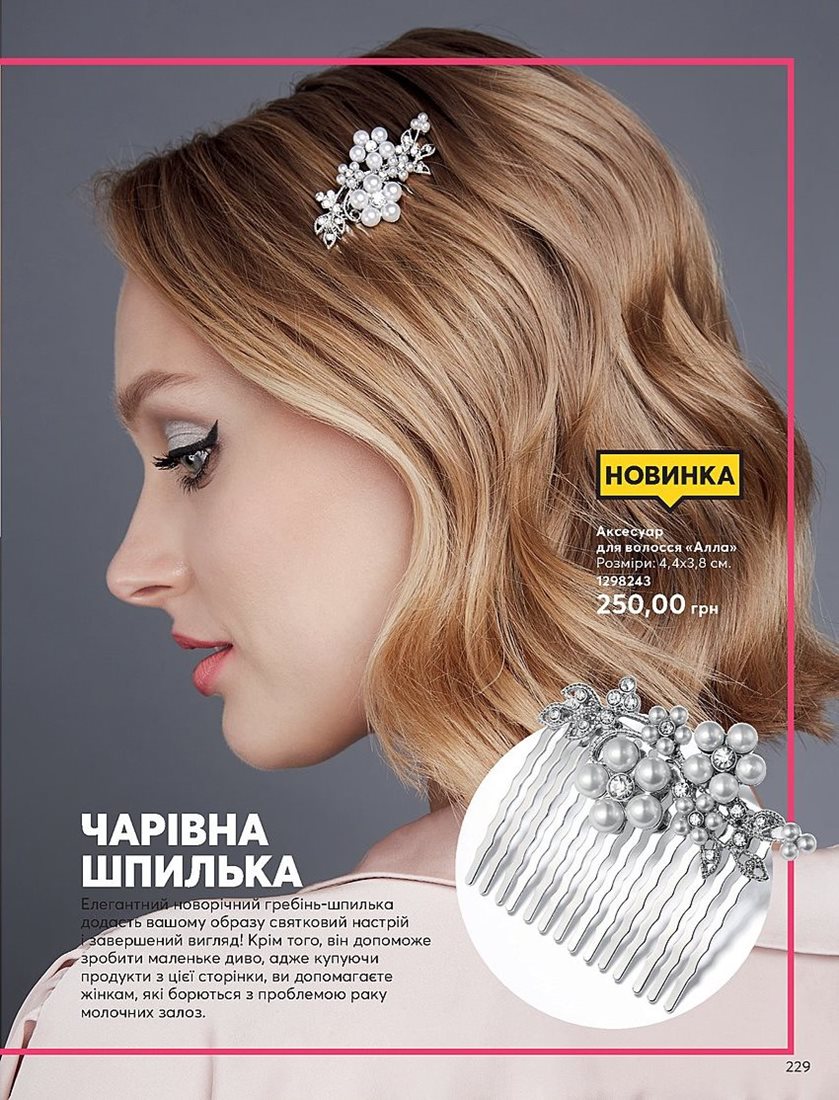 НОВИНКА
Аксесуар
для волосся «Алла»
Розміри: 4,4х3,8 см.
1298243
250,00 грн
ЧАРІВНА
ШПИЛЬКА
Елегантний новорічний гребінь-шпилька
додасть вашому образу святковий настрій
і завершений вигляд! Крім того, він допоможе
зробити маленьке диво, адже купуючи
продукти з цієї сторінки, ви допомагаєте
жінкам, які борються з проблемою раку
молочних залоз.
229